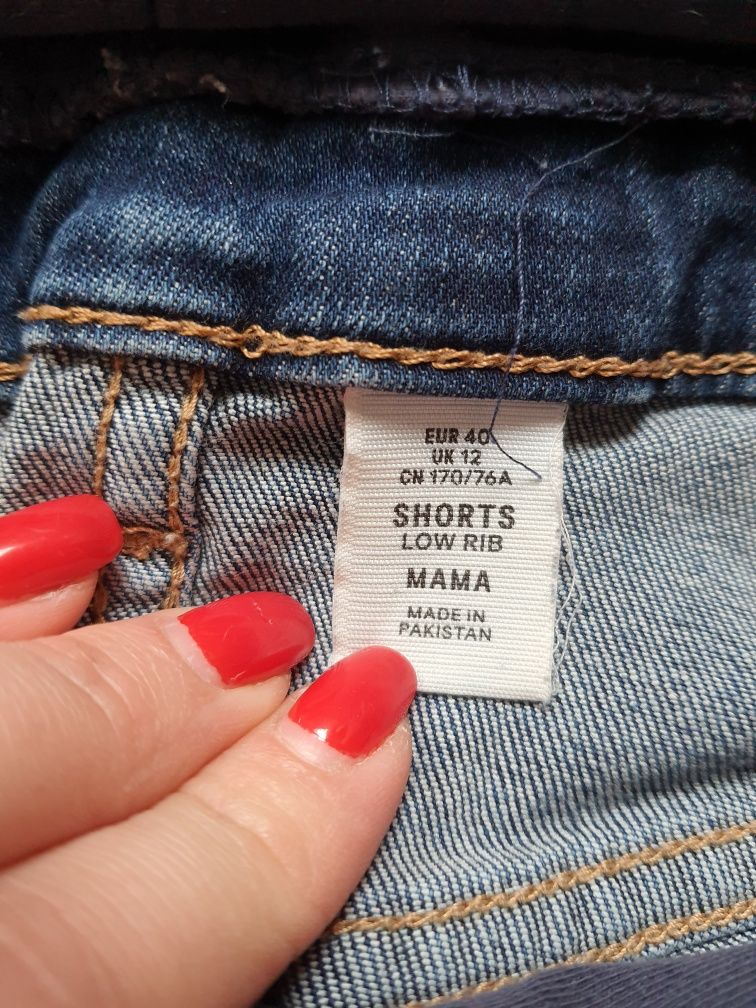 EUR 40
UK 12
CN 170/76A
SHORTS
LOW RIB
MAMA
MADE IN
PAKISTAN